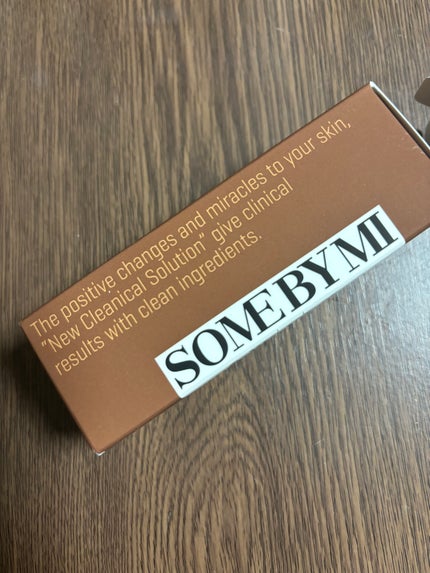 The positive changes and miracles to your skin,
"New Cleanical Solution" give clinical
results with clean ingredients.
SOME BY MI